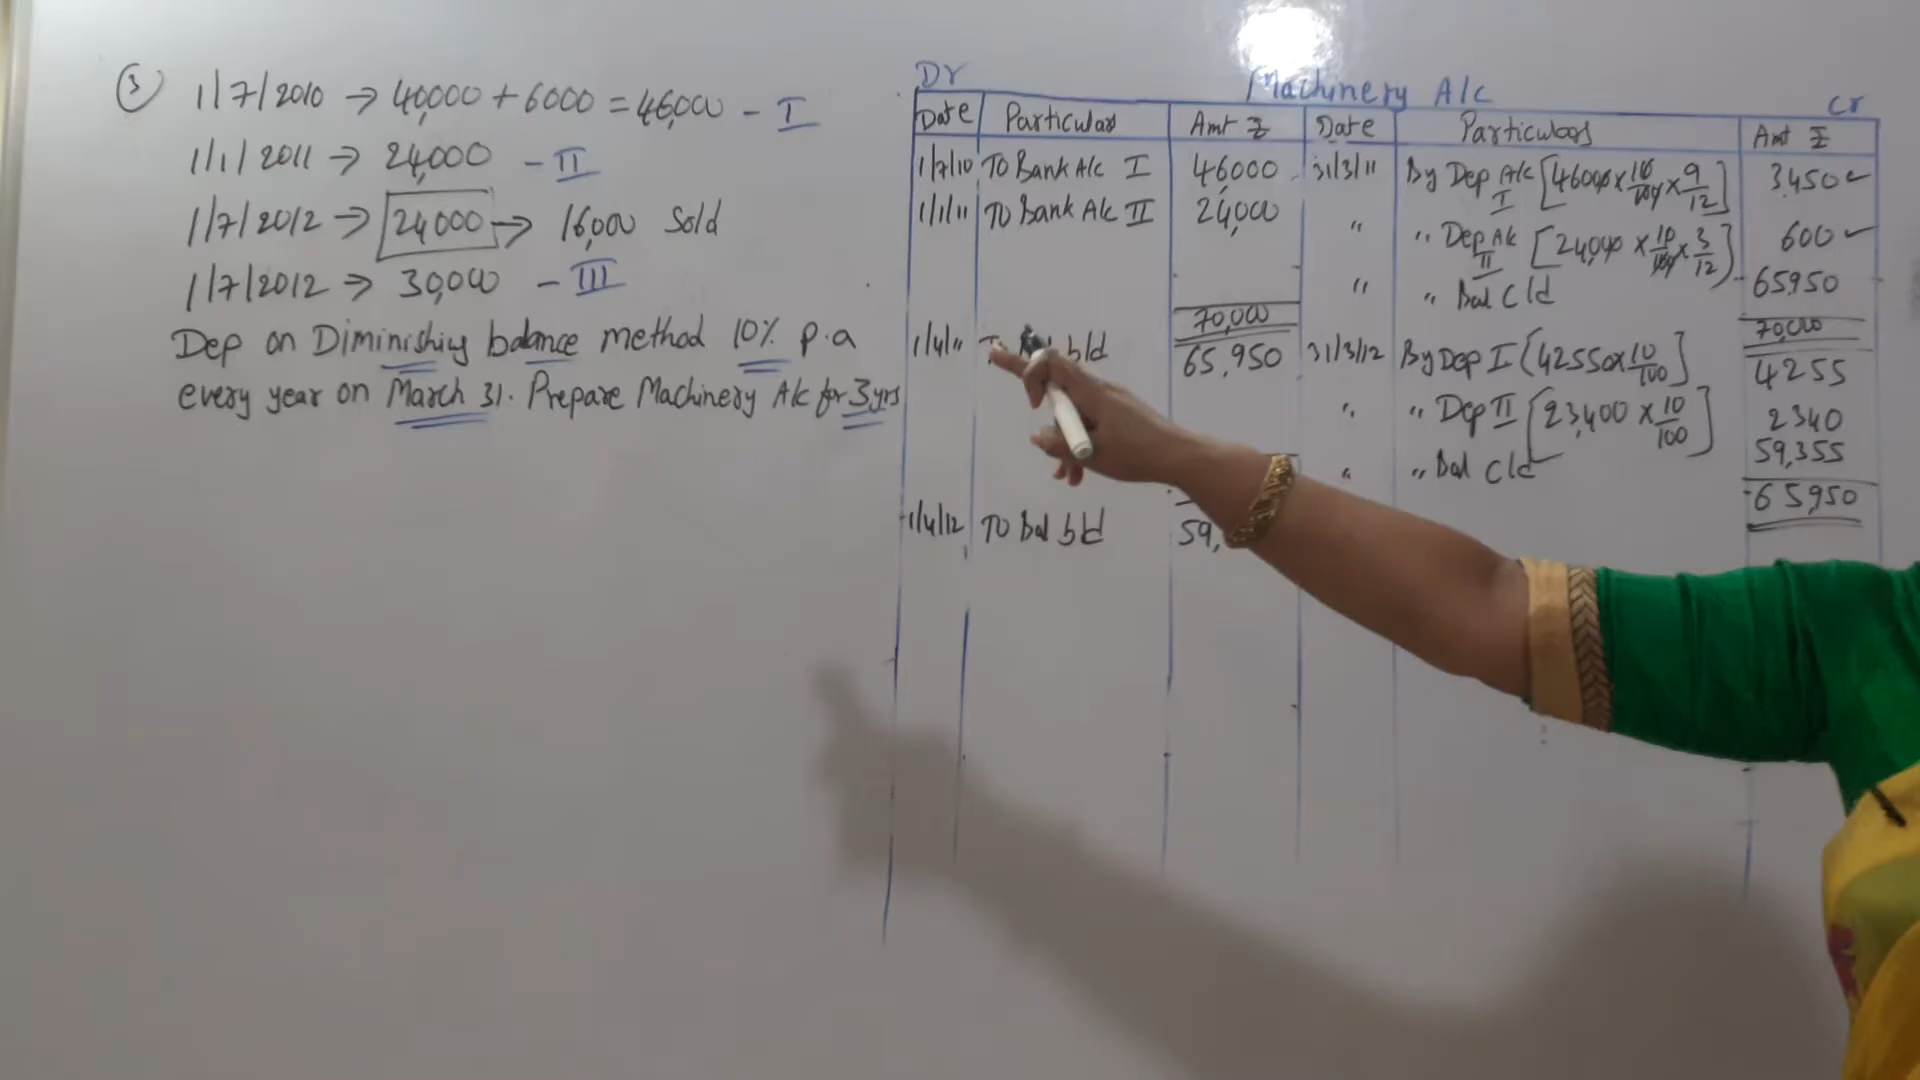 3 1/7/2010 → 40,000 + 6000 = 46,000 - I
1/1/2011 → 24,000 - II
1/7/2012 → 24000 → 16,000 Sold
1/7/2012 → 30,000 - III
Dep on Diminishing balance method 10% p.a
every year on March 31. Prepare Machinery A/c for 3 yrs
Dr Machinery A/c Cr
Date Particulars Amt ₹ Date Particulars Amt ₹
1/7/10 To Bank A/c I 46000 31/3/11 By Dep A/c I [46000 x 10/100 x 9/12] 3450
1/1/11 To Bank A/c II 24,000 " " Dep A/c II [24,000 x 10/100 x 3/12] 600
" " Bal c/d 65950
70,000 70,000
1/4/11 b/d 65,950 31/3/12 By Dep I (42550 x 10/100] 4255
" " Dep II [23,400 x 10/100] 2340
" " Bal c/d 59,355
65,950
1/4/12 To Bal b/d 59,